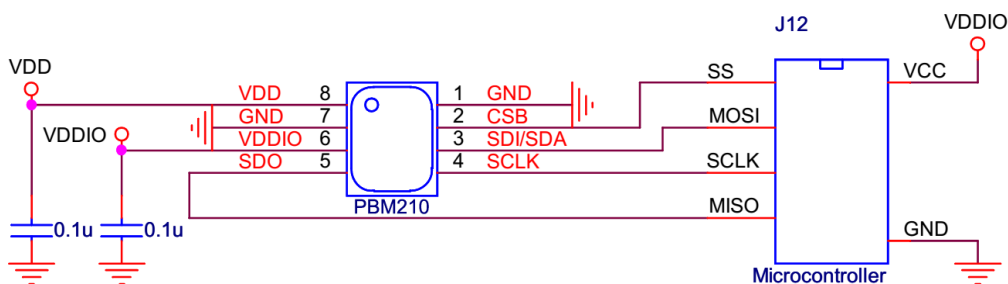 J12
VDDIO
VDD
SS
VCC
VDD 8 1 GND
GND 7 2 CSB
MOSI
VDDIO
VDDIO 6 3 SDI/SDA
SDO 5 4 SCLK
SCLK
PBM210
MISO
0.1u
0.1u
GND
Microcontroller